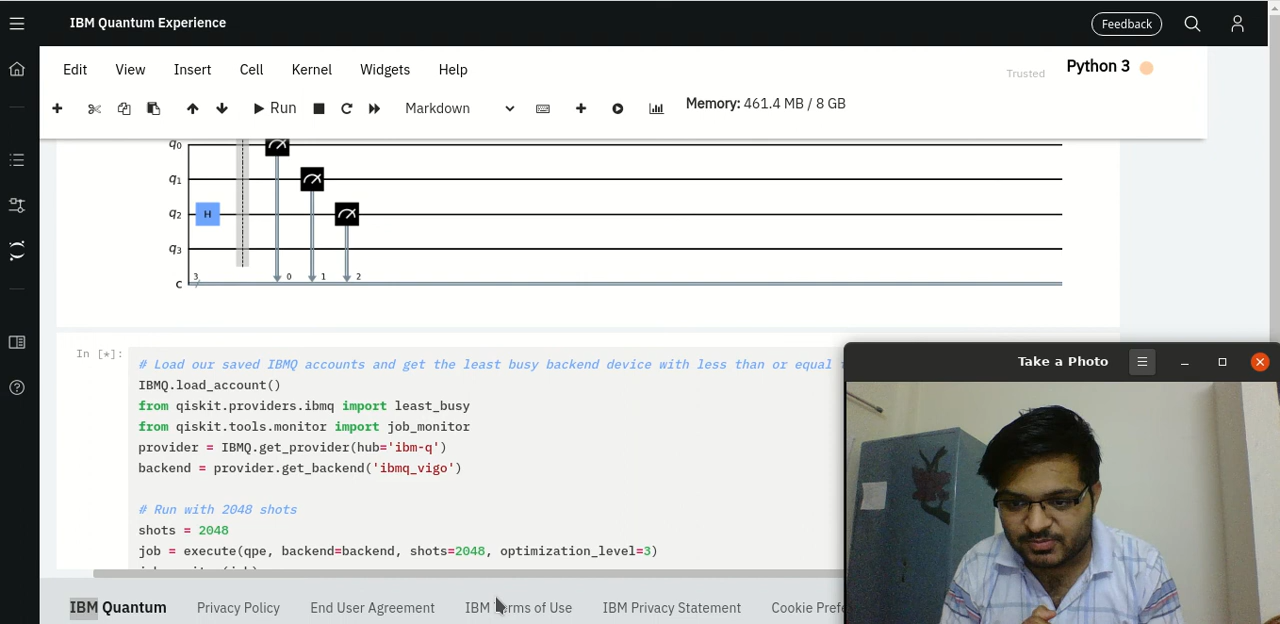 IBM Quantum Experience
Feedback
Edit View Insert Cell Kernel Widgets Help
Trusted
Python 3
Run
Markdown
Memory: 461.4 MB / 8 GB
q0
q1
H
q2
q3
3 0 1 2
c
In [*]:
# Load our saved IBMQ accounts and get the least busy backend device with less than or equal
IBMQ.load_account()
from qiskit.providers.ibmq import least_busy
from qiskit.tools.monitor import job_monitor
provider = IBMQ.get_provider(hub='ibm-q')
backend = provider.get_backend('ibmq_vigo')
# Run with 2048 shots
shots = 2048
job = execute(qpe, backend=backend, shots=2048, optimization_level=3)
Take a Photo
IBM Quantum Privacy Policy End User Agreement IBM Terms of Use IBM Privacy Statement Cookie Prefe